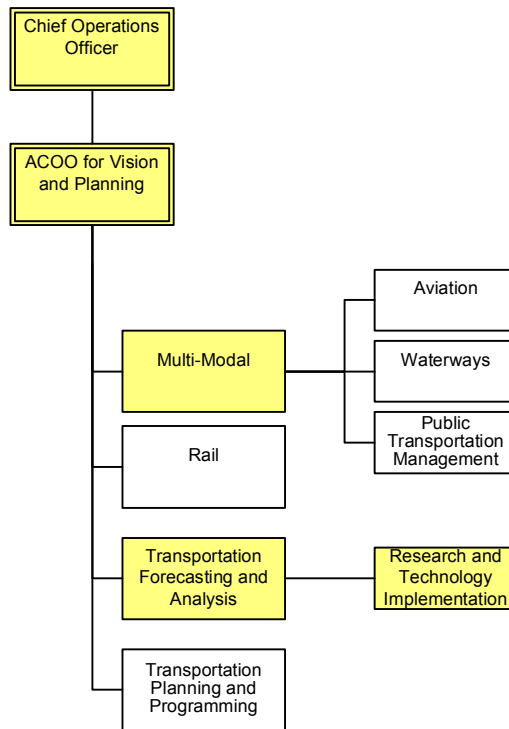 Chief Operations
Officer
ACOO for Vision
and Planning
Multi-Modal
Aviation
Waterways
Public
Transportation
Management
Rail
Transportation
Forecasting and
Analysis
Research and
Technology
Implementation
Transportation
Planning and
Programming